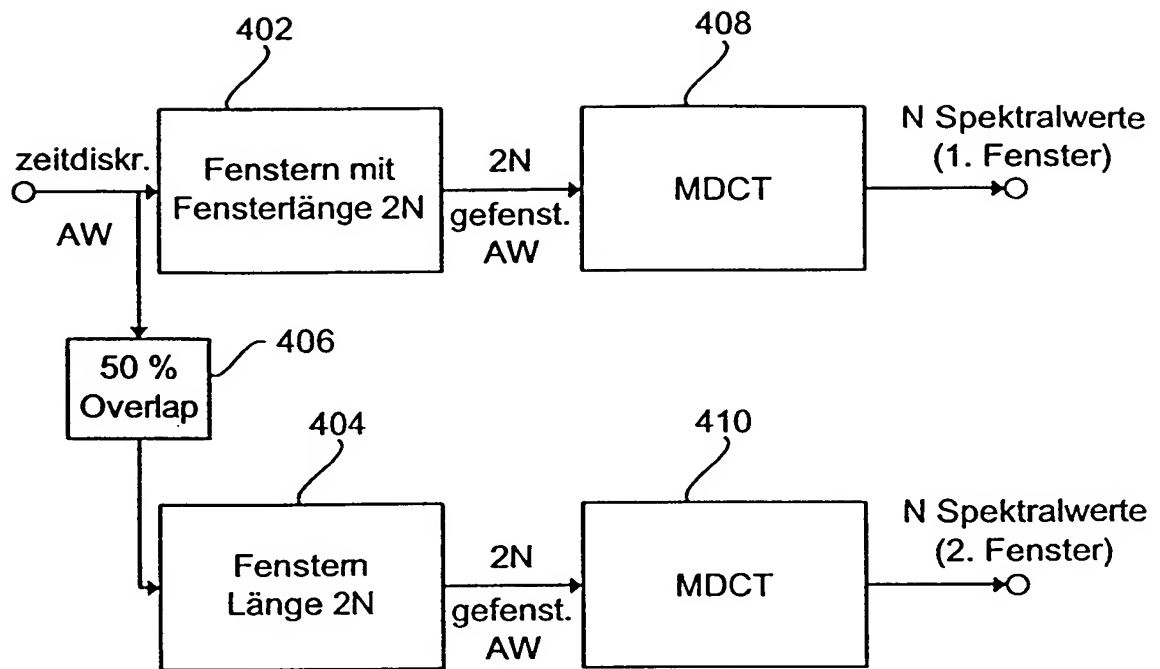 402
408
zeitdiskr.
AW
Fenstern mit
Fensterlänge 2N
2N
gefenst.
AW
MDCT
N Spektralwerte
(1. Fenster)
50 %
Overlap
406
404
410
Fenstern
Länge 2N
2N
gefenst.
AW
MDCT
N Spektralwerte
(2. Fenster)